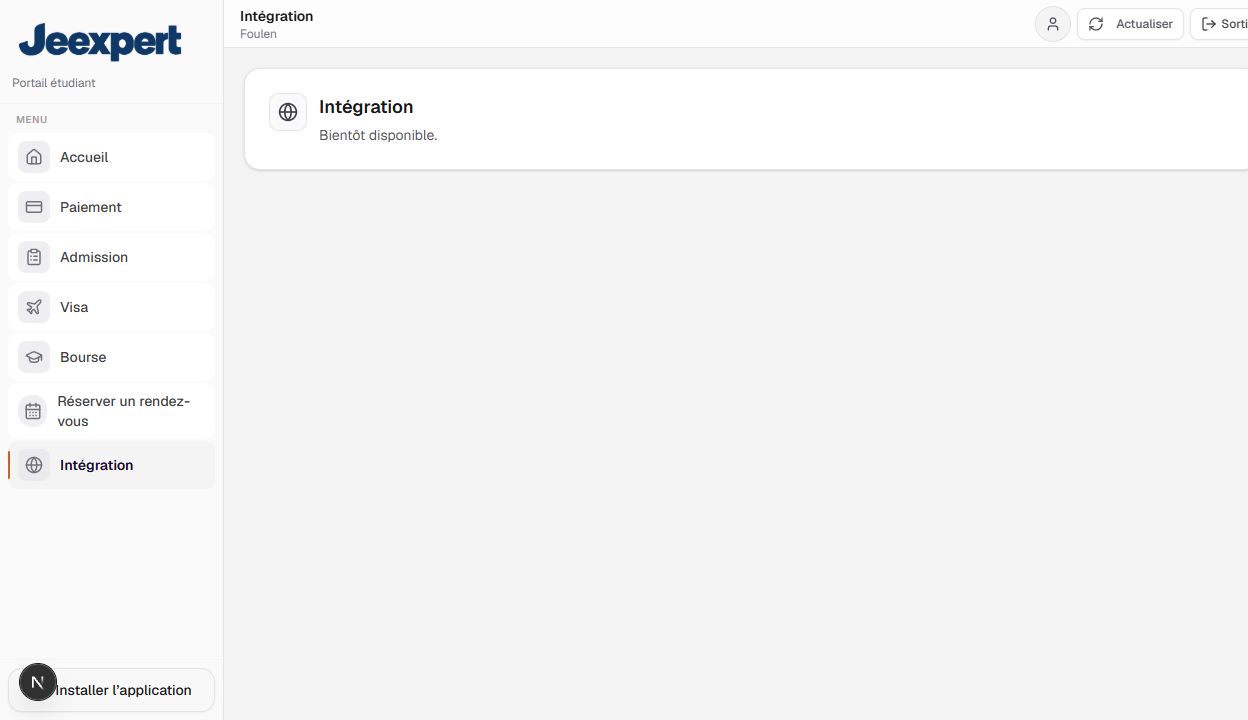 Jeexpert
Portail étudiant
MENU
Accueil
Paiement
Admission
Visa
Bourse
Réserver un rendez-
vous
Intégration
N
Installer l’application
Intégration
Foulen
Actualiser
Sorti
Intégration
Bientôt disponible.